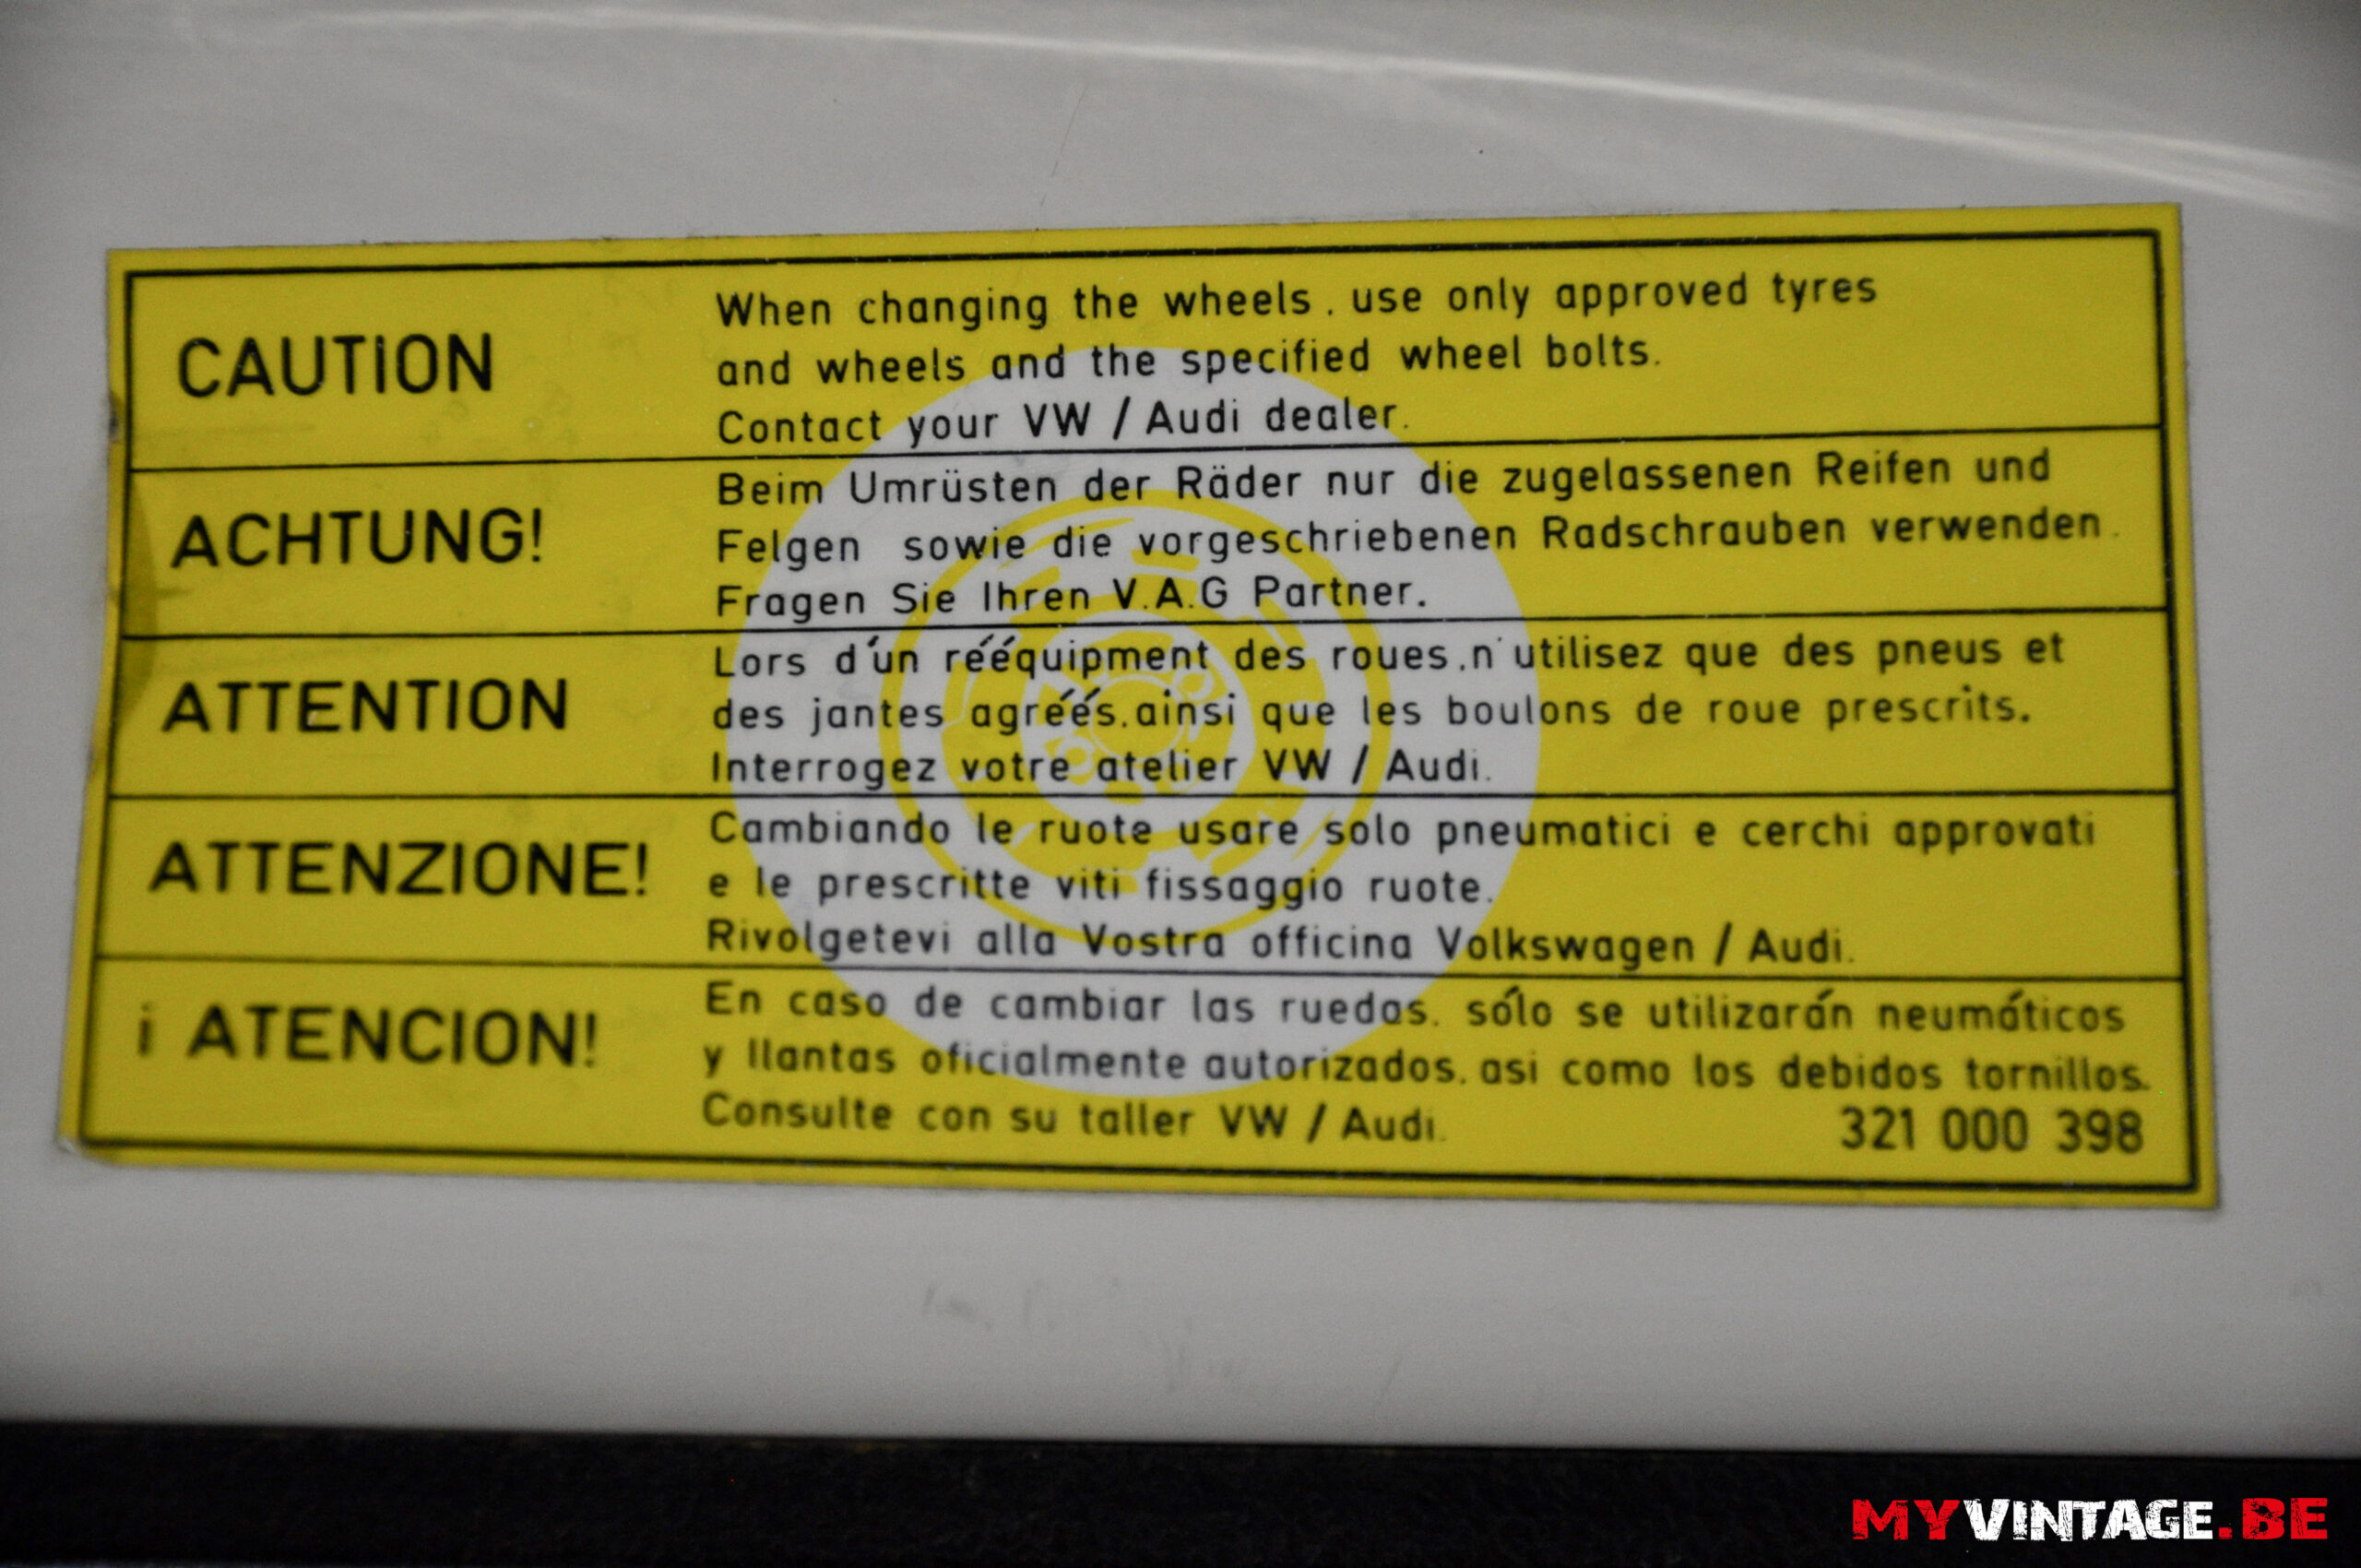 CAUTION
When changing the wheels. use only approved tyres
and wheels and the specified wheel bolts.
Contact your VW / Audi dealer.
ACHTUNG!
Beim Umrüsten der Räder nur die zugelassenen Reifen und
Felgen sowie die vorgeschriebenen Radschrauben verwenden.
Fragen Sie Ihren V.A.G Partner.
ATTENTION
Lors d'un rééquipment des roues.n'utilisez que des pneus et
des jantes agréés.ainsi que les boulons de roue prescrits.
Interrogez votre atelier VW / Audi.
ATTENZIONE!
Cambiando le ruote usare solo pneumatici e cerchi approvati
e le prescritte viti fissaggio ruote.
Rivolgetevi alla Vostra officina Volkswagen / Audi.
¡ ATENCION!
En caso de cambiar las ruedas. sólo se utilizarán neumáticos
y llantas oficialmente autorizados. asi como los debidos tornillos.
Consulte con su taller VW / Audi.
321 000 398
MYVINTAGE.BE